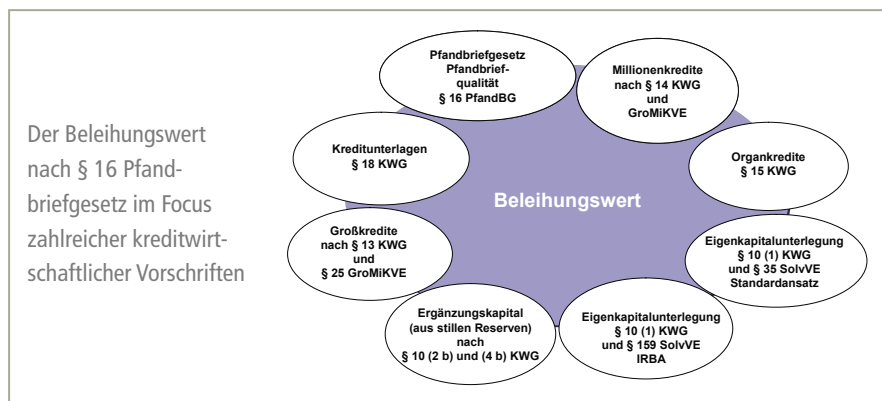 Der Beleihungswert
nach § 16 Pfand-
briefgesetz im Focus
zahlreicher kreditwirt-
schaftlicher Vorschriften
Pfandbriefgesetz
Pfandbrief-
qualität
§ 16 PfandBG
Millionenkredite
nach § 14 KWG
und
GroMiKVE
Kreditunterlagen
§ 18 KWG
Organkredite
§ 15 KWG
Beleihungswert
Großkredite
nach § 13 KWG
und
§ 25 GroMiKVE
Eigenkapitalunterlegung
§ 10 (1) KWG
und § 35 SolvVE
Standardansatz
Ergänzungskapital
(aus stillen Reserven)
nach
§ 10 (2 b) und (4 b) KWG
Eigenkapitalunterlegung
§ 10 (1) KWG
und § 159 SolvVE
IRBA